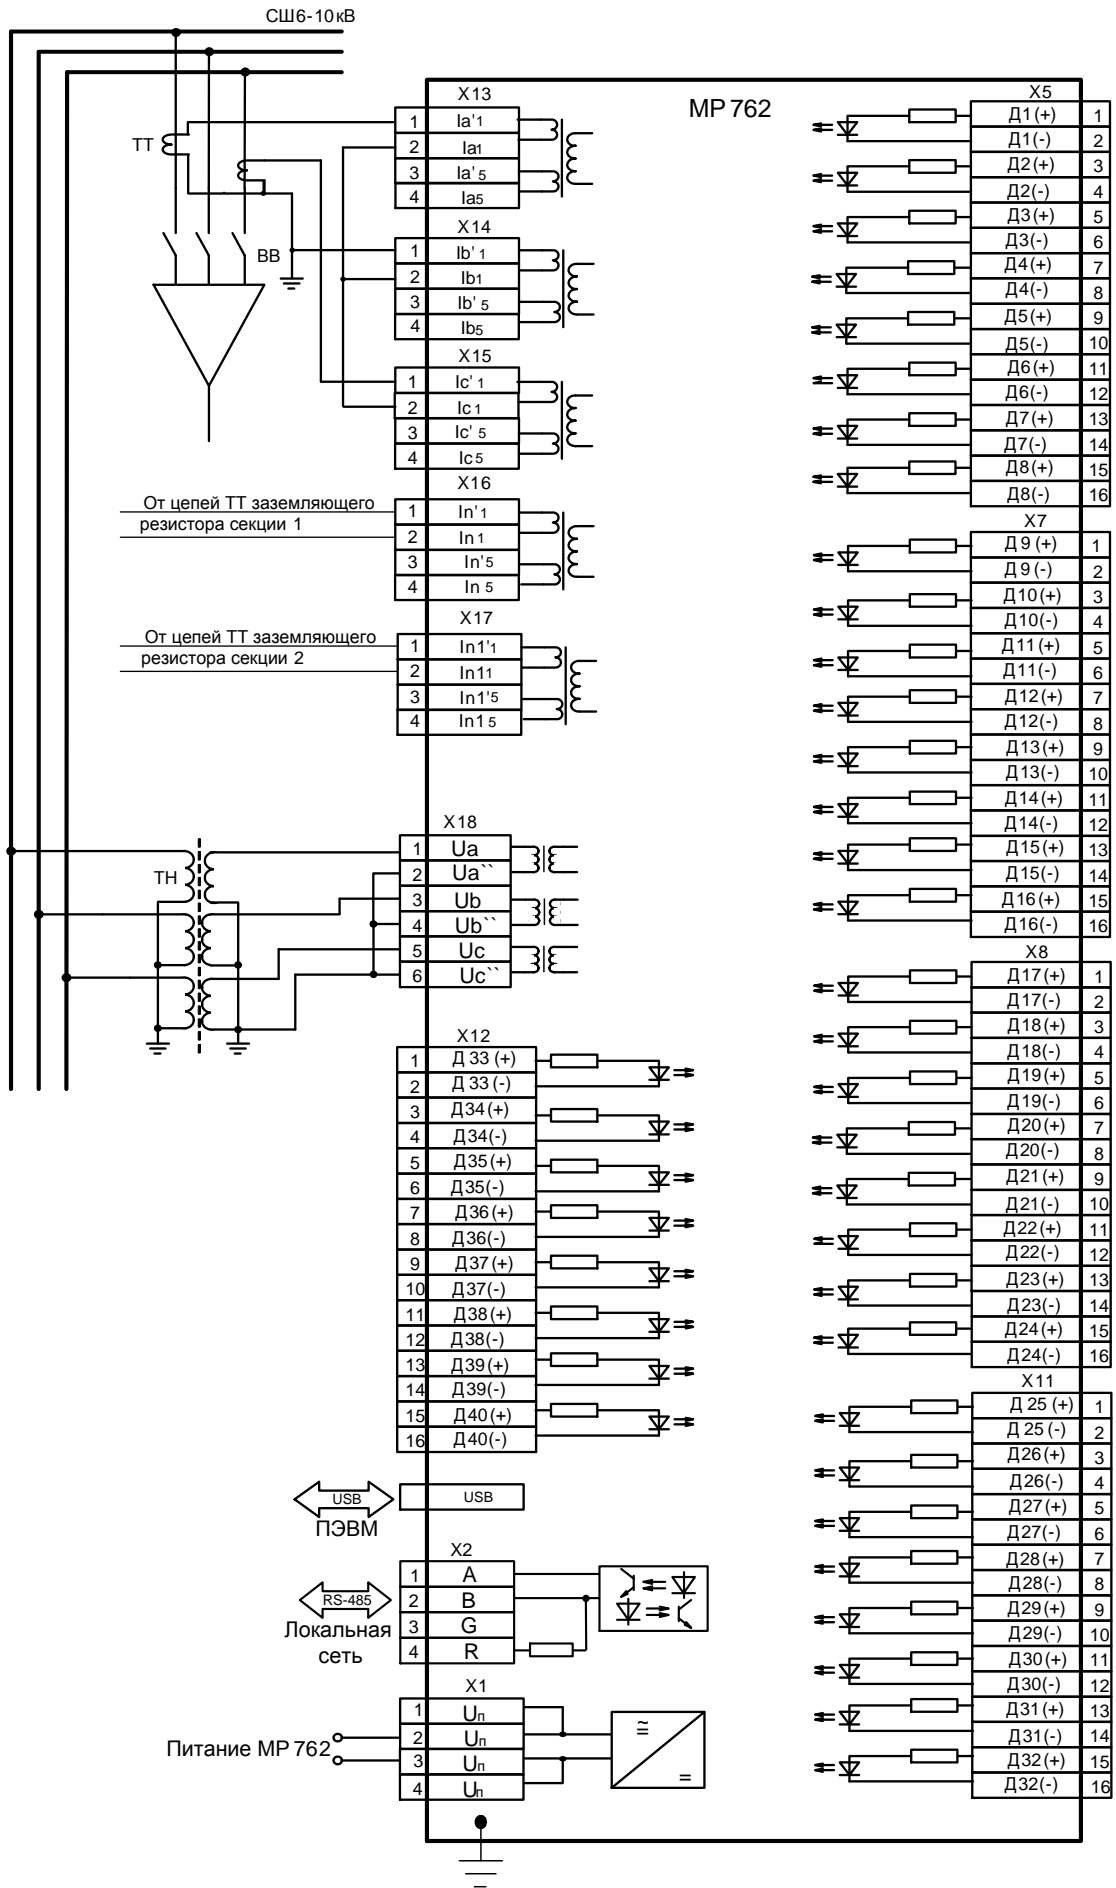 СШ6-10кВ
МР 762
ТТ
ВВ
X13
1 Ia'1
2 Ia1
3 Ia'5
4 Ia5
X14
1 Ib'1
2 Ib1
3 Ib'5
4 Ib5
X15
1 Ic'1
2 Ic1
3 Ic'5
4 Ic5
X16
От цепей ТТ заземляющего
резистора секции 1
1 In'1
2 In1
3 In'5
4 In5
X17
От цепей ТТ заземляющего
резистора секции 2
1 In1'1
2 In11
3 In1'5
4 In15
X18
ТН
1 Ua
2 Ua``
3 Ub
4 Ub``
5 Uc
6 Uc``
X12
1 Д33(+)
2 Д33(-)
3 Д34(+)
4 Д34(-)
5 Д35(+)
6 Д35(-)
7 Д36(+)
8 Д36(-)
9 Д37(+)
10 Д37(-)
11 Д38(+)
12 Д38(-)
13 Д39(+)
14 Д39(-)
15 Д40(+)
16 Д40(-)
USB
USB
ПЭВМ
X2
1 A
2 B
3 G
4 R
RS-485
Локальная
сеть
X1
1 Uп
2 Uп
3 Uп
4 Uп
Питание МР 762
X5
Д1(+) 1
Д1(-) 2
Д2(+) 3
Д2(-) 4
Д3(+) 5
Д3(-) 6
Д4(+) 7
Д4(-) 8
Д5(+) 9
Д5(-) 10
Д6(+) 11
Д6(-) 12
Д7(+) 13
Д7(-) 14
Д8(+) 15
Д8(-) 16
X7
Д9(+) 1
Д9(-) 2
Д10(+) 3
Д10(-) 4
Д11(+) 5
Д11(-) 6
Д12(+) 7
Д12(-) 8
Д13(+) 9
Д13(-) 10
Д14(+) 11
Д14(-) 12
Д15(+) 13
Д15(-) 14
Д16(+) 15
Д16(-) 16
X8
Д17(+) 1
Д17(-) 2
Д18(+) 3
Д18(-) 4
Д19(+) 5
Д19(-) 6
Д20(+) 7
Д20(-) 8
Д21(+) 9
Д21(-) 10
Д22(+) 11
Д22(-) 12
Д23(+) 13
Д23(-) 14
Д24(+) 15
Д24(-) 16
X11
Д25(+) 1
Д25(-) 2
Д26(+) 3
Д26(-) 4
Д27(+) 5
Д27(-) 6
Д28(+) 7
Д28(-) 8
Д29(+) 9
Д29(-) 10
Д30(+) 11
Д30(-) 12
Д31(+) 13
Д31(-) 14
Д32(+) 15
Д32(-) 16